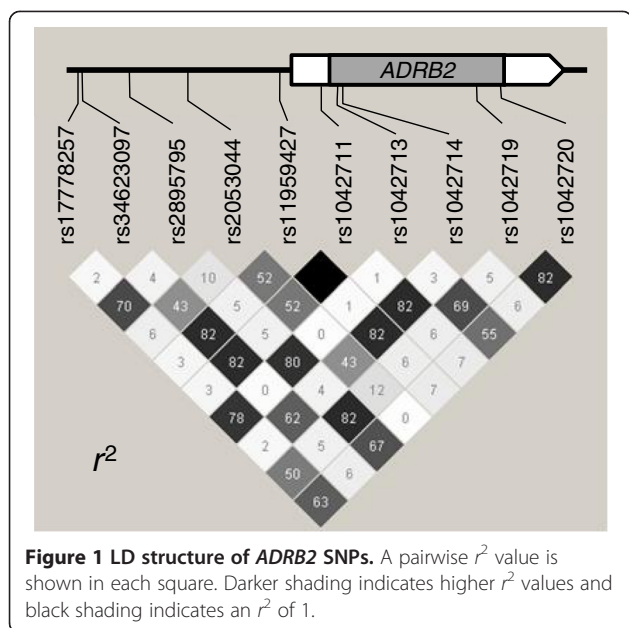 ADRB2
rs17778257
rs34623097
rs2895795
rs2053044
rs11959427
rs1042711
rs1042713
rs1042714
rs1042719
rs1042720
2 4 10 52 1 3 5 82
70 43 5 52 1 82 69 6
6 82 5 0 82 6 55
3 82 80 43 6 7
3 0 4 12 7
78 62 82 0
2 5 67
50 6
63
r²
Figure 1 LD structure of ADRB2 SNPs. A pairwise r² value is
shown in each square. Darker shading indicates higher r² values and
black shading indicates an r² of 1.